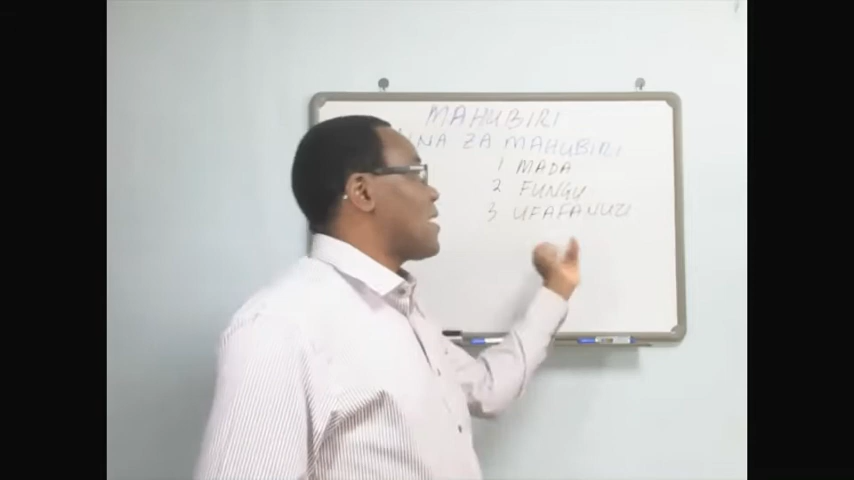 MAHUBIRI
ZA MAHUBIRI
1 MADA
2 FUNGU
3 UFAFANUZI